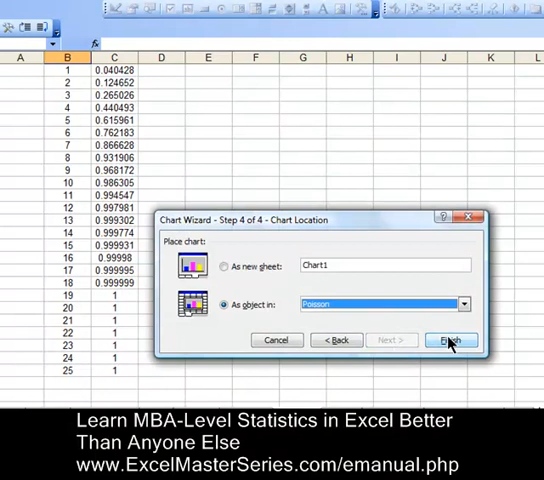 fx
A B C D E F G H I J K L
1 0.040428
2 0.124652
3 0.265026
4 0.440493
5 0.615961
6 0.762183
7 0.866628
8 0.931906
9 0.968172
10 0.986305
11 0.994547
12 0.997981
13 0.999302
14 0.999774
15 0.999931
16 0.99998
17 0.999995
18 0.999999
19 1
20 1
21 1
22 1
23 1
24 1
25 1
Chart Wizard - Step 4 of 4 - Chart Location
Place chart:
As new sheet: Chart1
As object in: Poisson
Cancel < Back Next > Finish
Learn MBA-Level Statistics in Excel Better
Than Anyone Else
www.ExcelMasterSeries.com/emanual.php